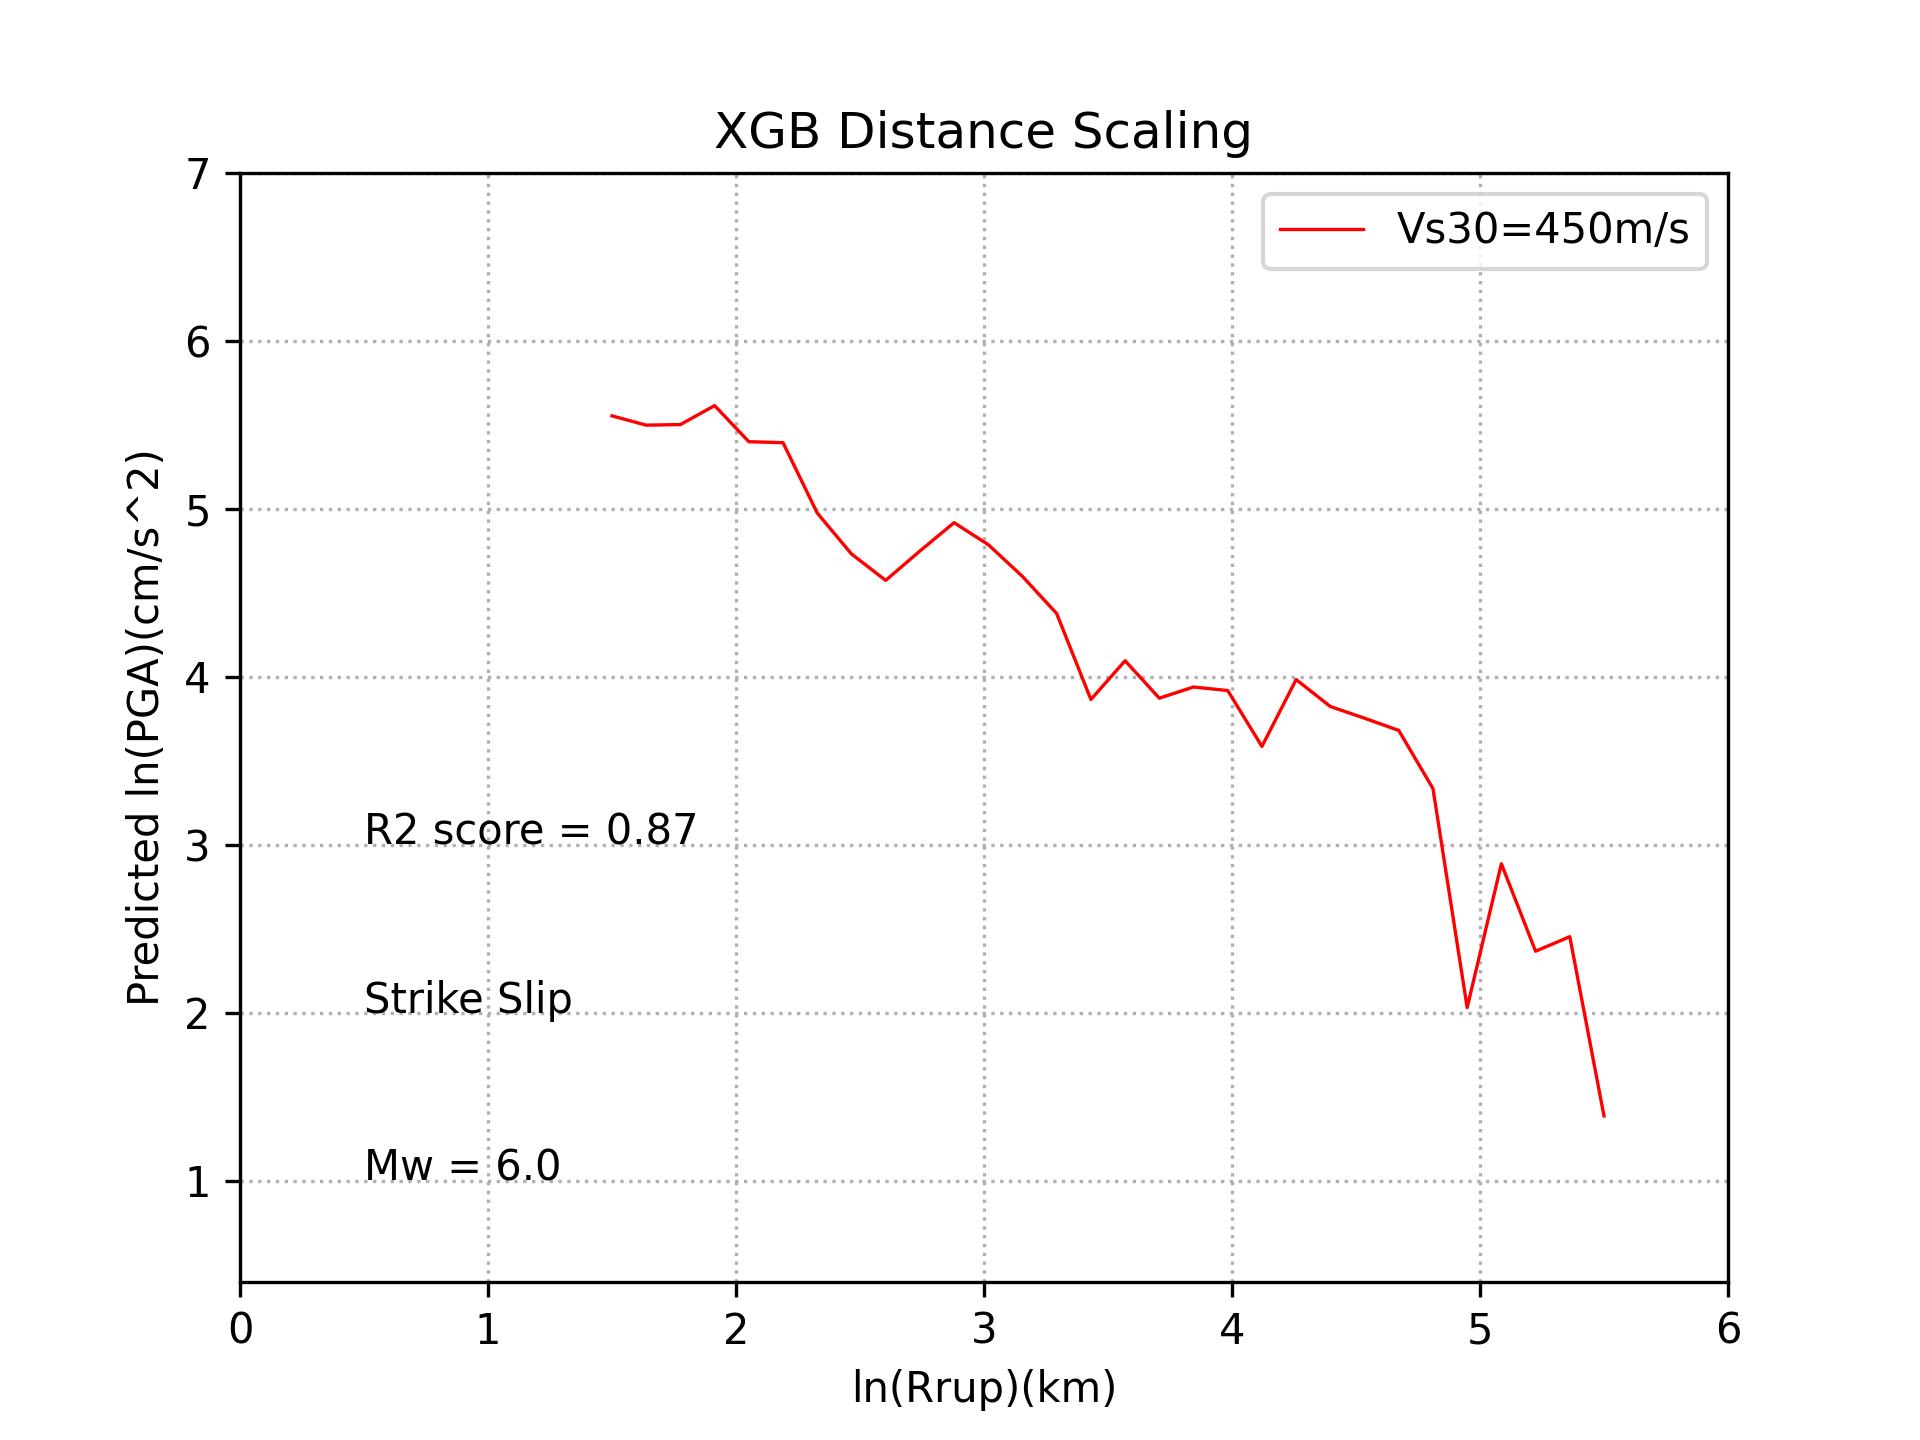 XGB Distance Scaling
7
6
5
4
3
2
1
Predicted ln(PGA)(cm/s^2)
Vs30=450m/s
R2 score = 0.87
Strike Slip
Mw = 6.0
0 1 2 3 4 5 6
ln(Rrup)(km)